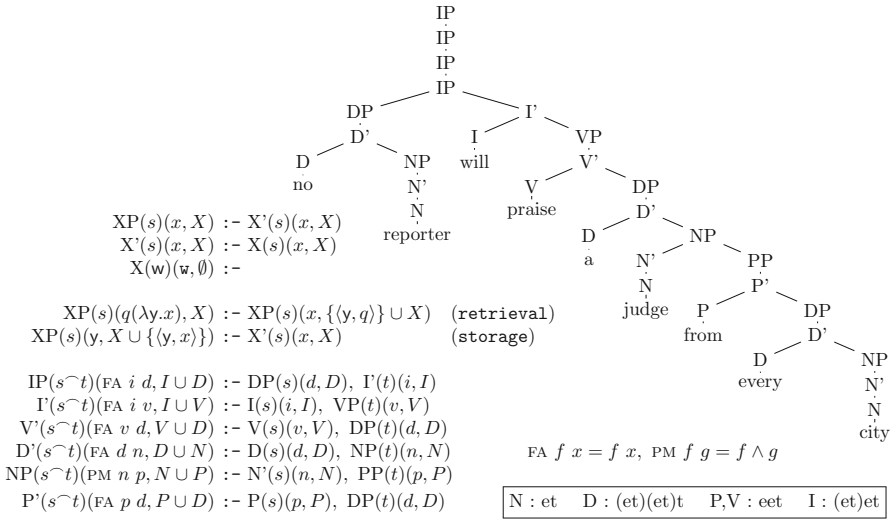 IP
IP
IP
IP
DP I'
D' I VP
D NP will V'
no N' V DP
N praise D'
reporter D NP
a N' PP
N P'
judge P DP
from D'
D NP
every N'
N
city
XP(s)(x, X) :- X'(s)(x, X)
X'(s)(x, X) :- X(s)(x, X)
X(w)(w, ∅) :-
XP(s)(q(λy.x), X) :- XP(s)(x, {⟨y, q⟩} ∪ X) (retrieval)
XP(s)(y, X ∪ {⟨y, x⟩}) :- X'(s)(x, X) (storage)
IP(s⌒t)(FA i d, I ∪ D) :- DP(s)(d, D), I'(t)(i, I)
I'(s⌒t)(FA i v, I ∪ V) :- I(s)(i, I), VP(t)(v, V)
V'(s⌒t)(FA v d, V ∪ D) :- V(s)(v, V), DP(t)(d, D)
D'(s⌒t)(FA d n, D ∪ N) :- D(s)(d, D), NP(t)(n, N)
NP(s⌒t)(PM n p, N ∪ P) :- N'(s)(n, N), PP(t)(p, P)
P'(s⌒t)(FA p d, P ∪ D) :- P(s)(p, P), DP(t)(d, D)
FA f x = f x, PM f g = f ∧ g
N : et D : (et)(et)t P,V : eet I : (et)et